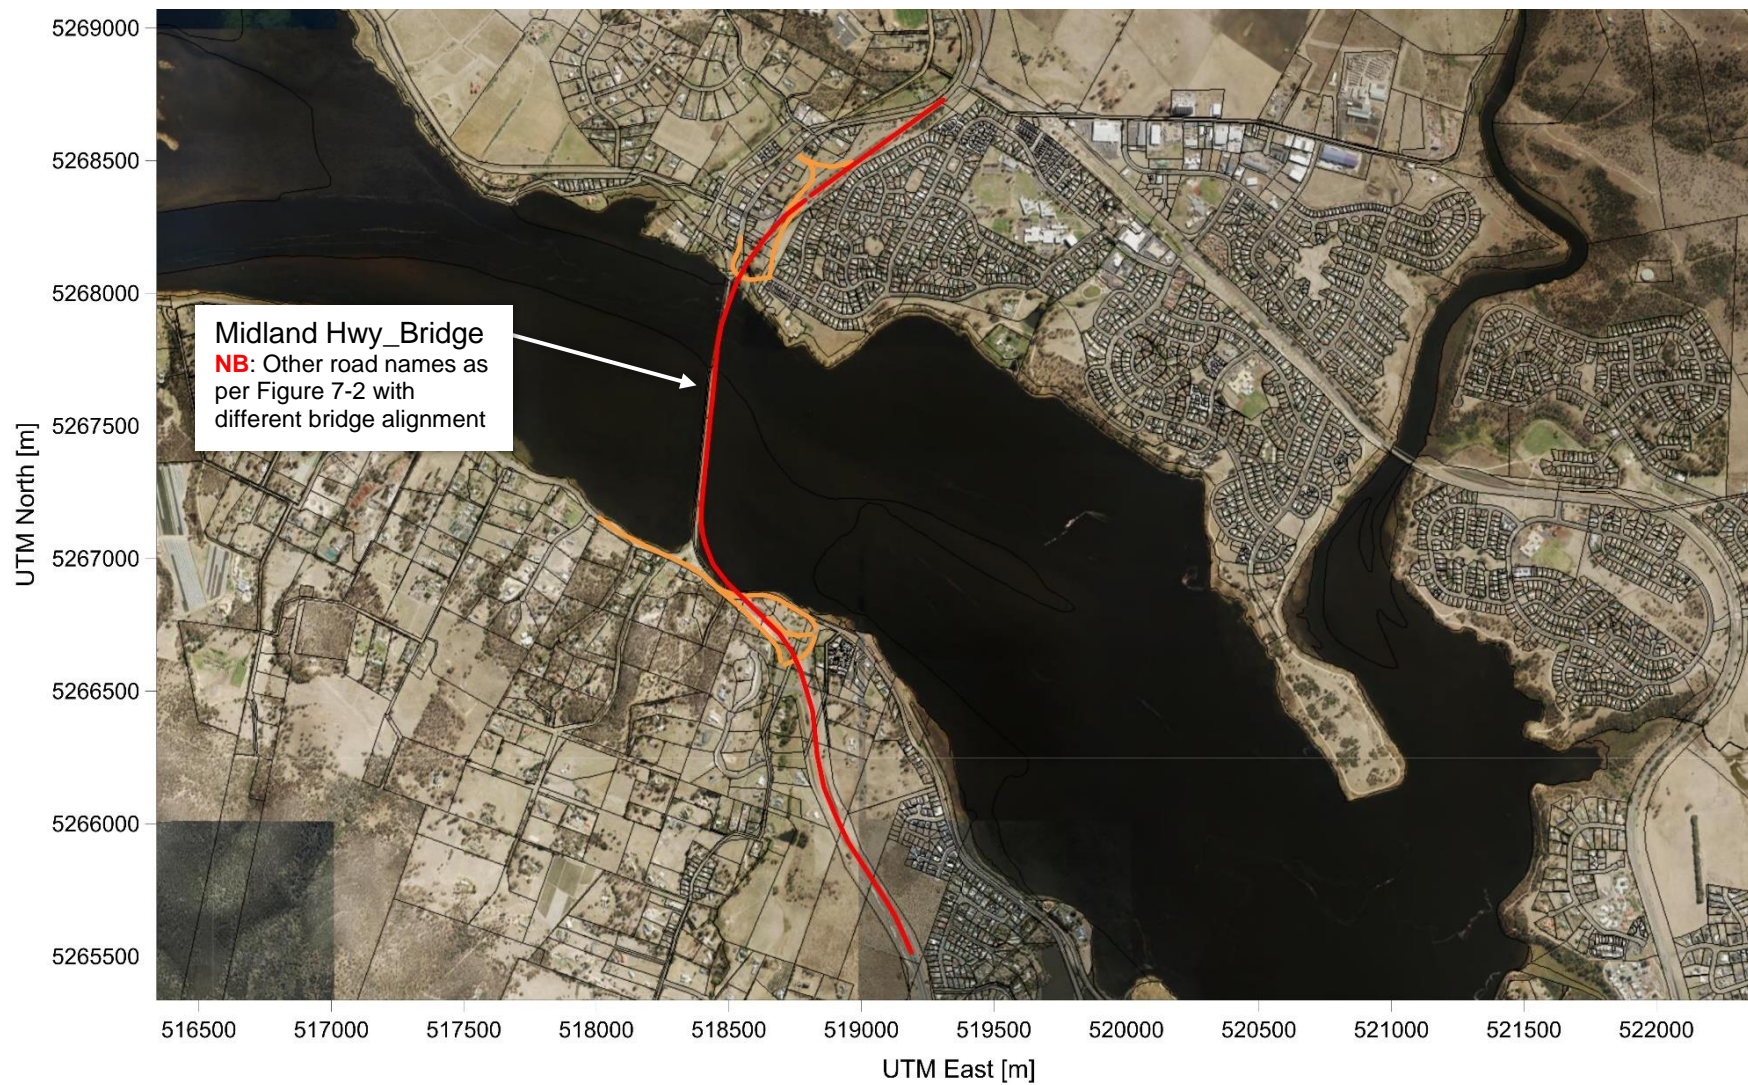 5269000
5268500
5268000
5267500
5267000
5266500
5266000
5265500
UTM North [m]
Midland Hwy_Bridge
NB: Other road names as
per Figure 7-2 with
different bridge alignment
516500 517000 517500 518000 518500 519000 519500 520000 520500 521000 521500 522000
UTM East [m]